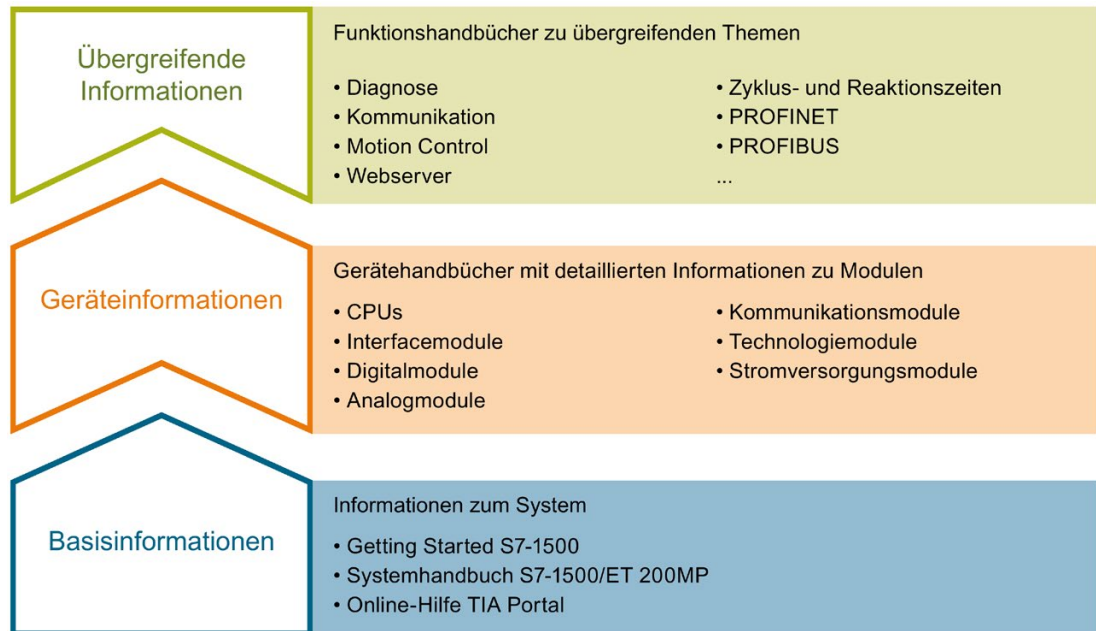 Übergreifende
Informationen
Funktionshandbücher zu übergreifenden Themen
• Diagnose
• Kommunikation
• Motion Control
• Webserver
• Zyklus- und Reaktionszeiten
• PROFINET
• PROFIBUS
...
Geräteinformationen
Gerätehandbücher mit detaillierten Informationen zu Modulen
• CPUs
• Interfacemodule
• Digitalmodule
• Analogmodule
• Kommunikationsmodule
• Technologiemodule
• Stromversorgungsmodule
Basisinformationen
Informationen zum System
• Getting Started S7-1500
• Systemhandbuch S7-1500/ET 200MP
• Online-Hilfe TIA Portal